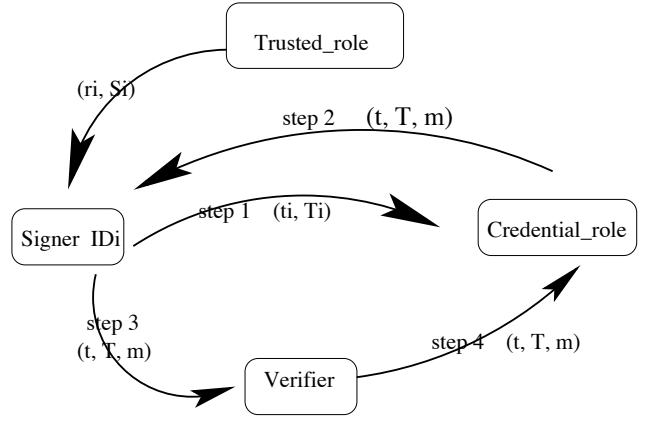 Trusted_role
(ri, Si)
step 2 (t, T, m)
step 1 (ti, Ti)
Signer IDi
Credential_role
step 3
(t, T, m)
step 4 (t, T, m)
Verifier